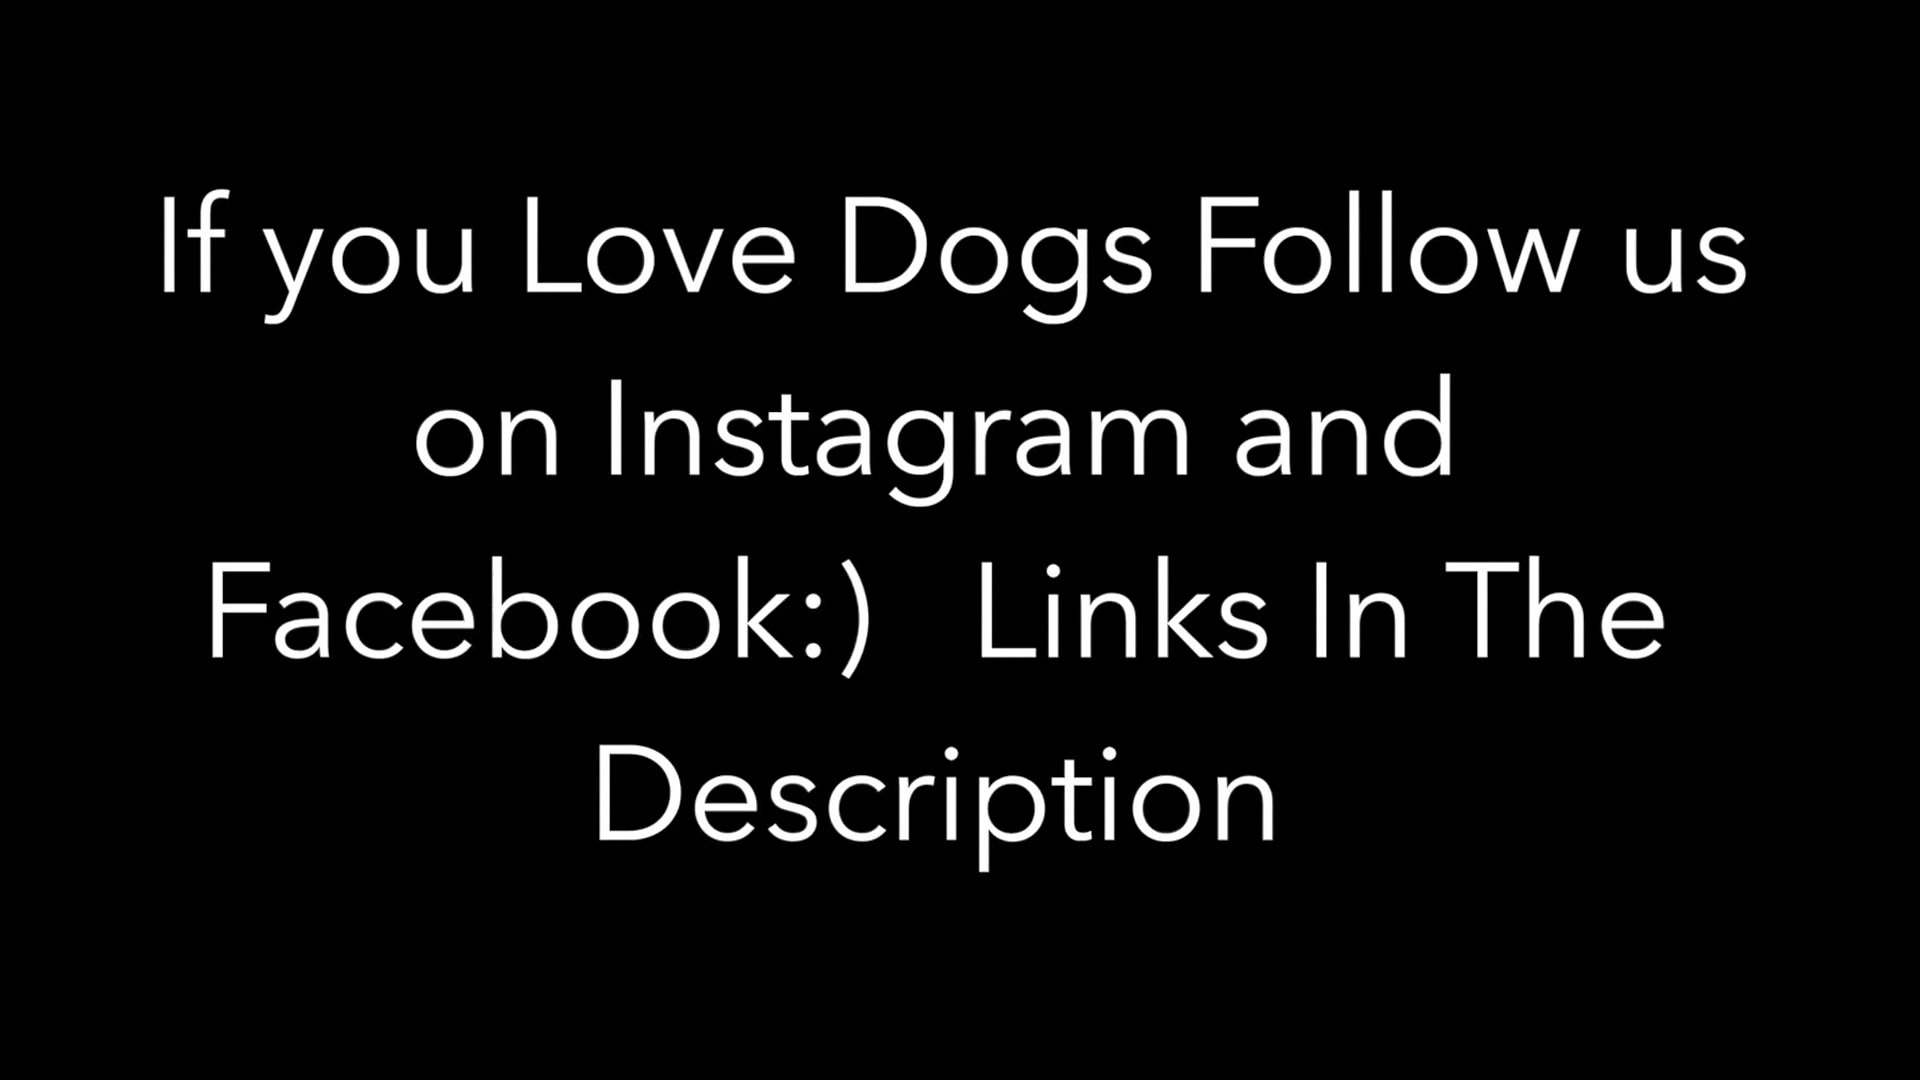 If you Love Dogs Follow us
on Instagram and
Facebook:)  Links In The
Description